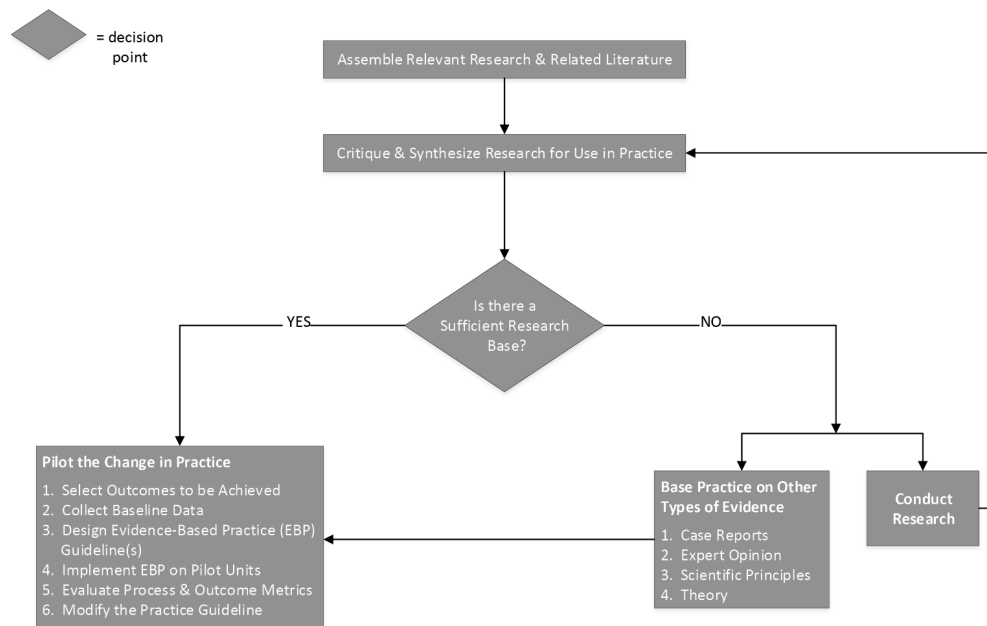 = decision
point
Assemble Relevant Research & Related Literature
Critique & Synthesize Research for Use in Practice
Is there a
Sufficient Research
Base?
YES
NO
Pilot the Change in Practice
1. Select Outcomes to be Achieved
2. Collect Baseline Data
3. Design Evidence-Based Practice (EBP)
Guideline(s)
4. Implement EBP on Pilot Units
5. Evaluate Process & Outcome Metrics
6. Modify the Practice Guideline
Base Practice on Other
Types of Evidence
1. Case Reports
2. Expert Opinion
3. Scientific Principles
4. Theory
Conduct
Research